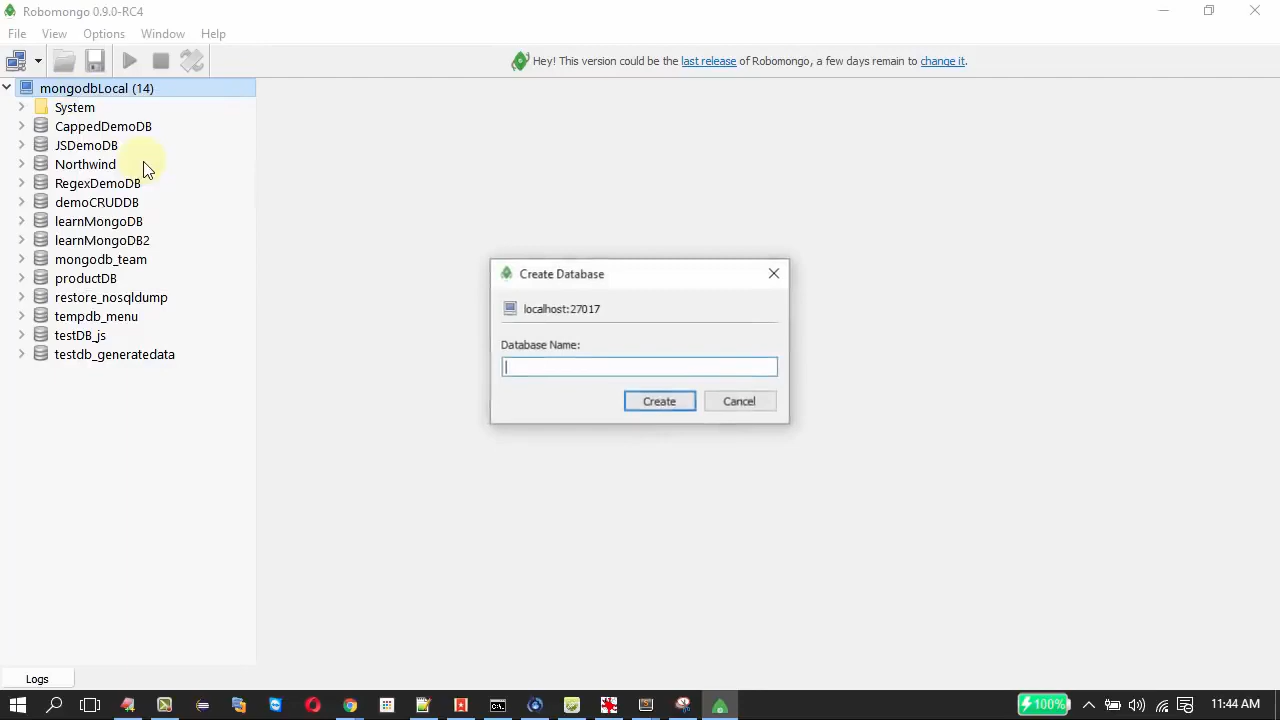 Robomongo 0.9.0-RC4
File View Options Window Help
Hey! This version could be the last release of Robomongo, a few days remain to change it.
mongodbLocal (14)
System
CappedDemoDB
JSDemoDB
Northwind
RegexDemoDB
demoCRUDDB
learnMongoDB
learnMongoDB2
mongodb_team
productDB
restore_nosqldump
tempdb_menu
testDB_js
testdb_generatedata
Create Database
localhost:27017
Database Name:
Create Cancel
Logs
100% 11:44 AM